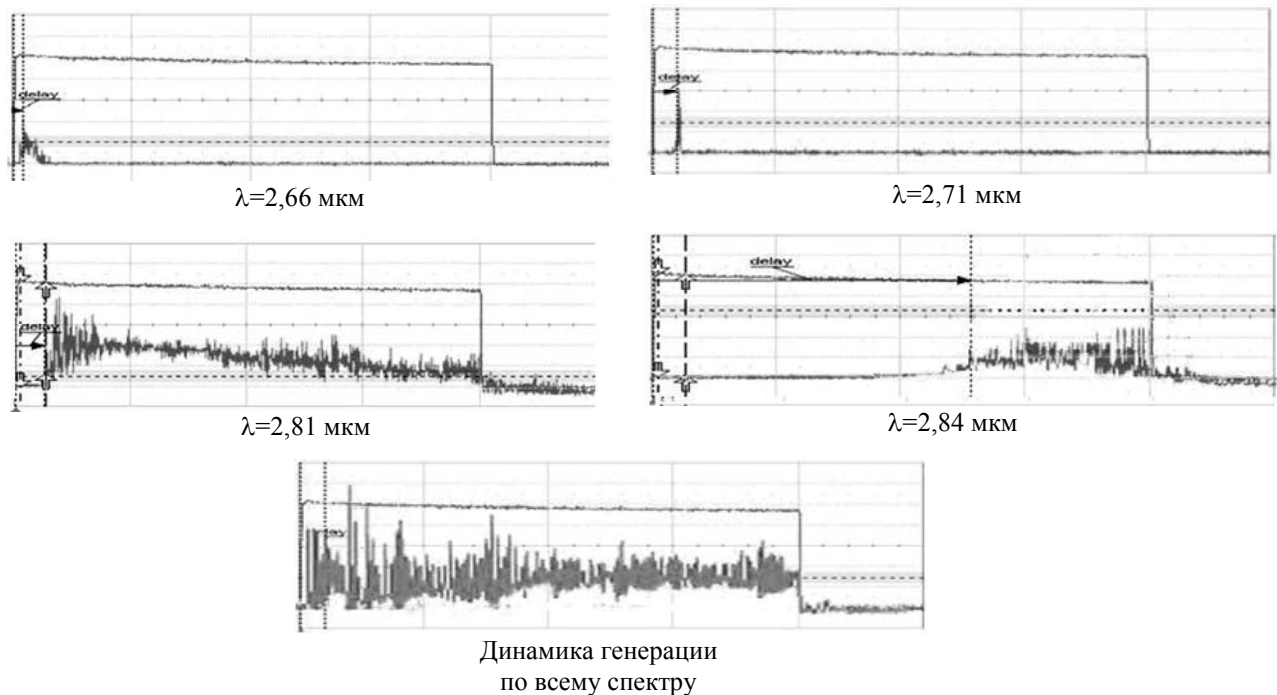 delay
λ=2,66 мкм
delay
λ=2,71 мкм
delay
λ=2,81 мкм
delay
λ=2,84 мкм
Динамика генерации
по всему спектру